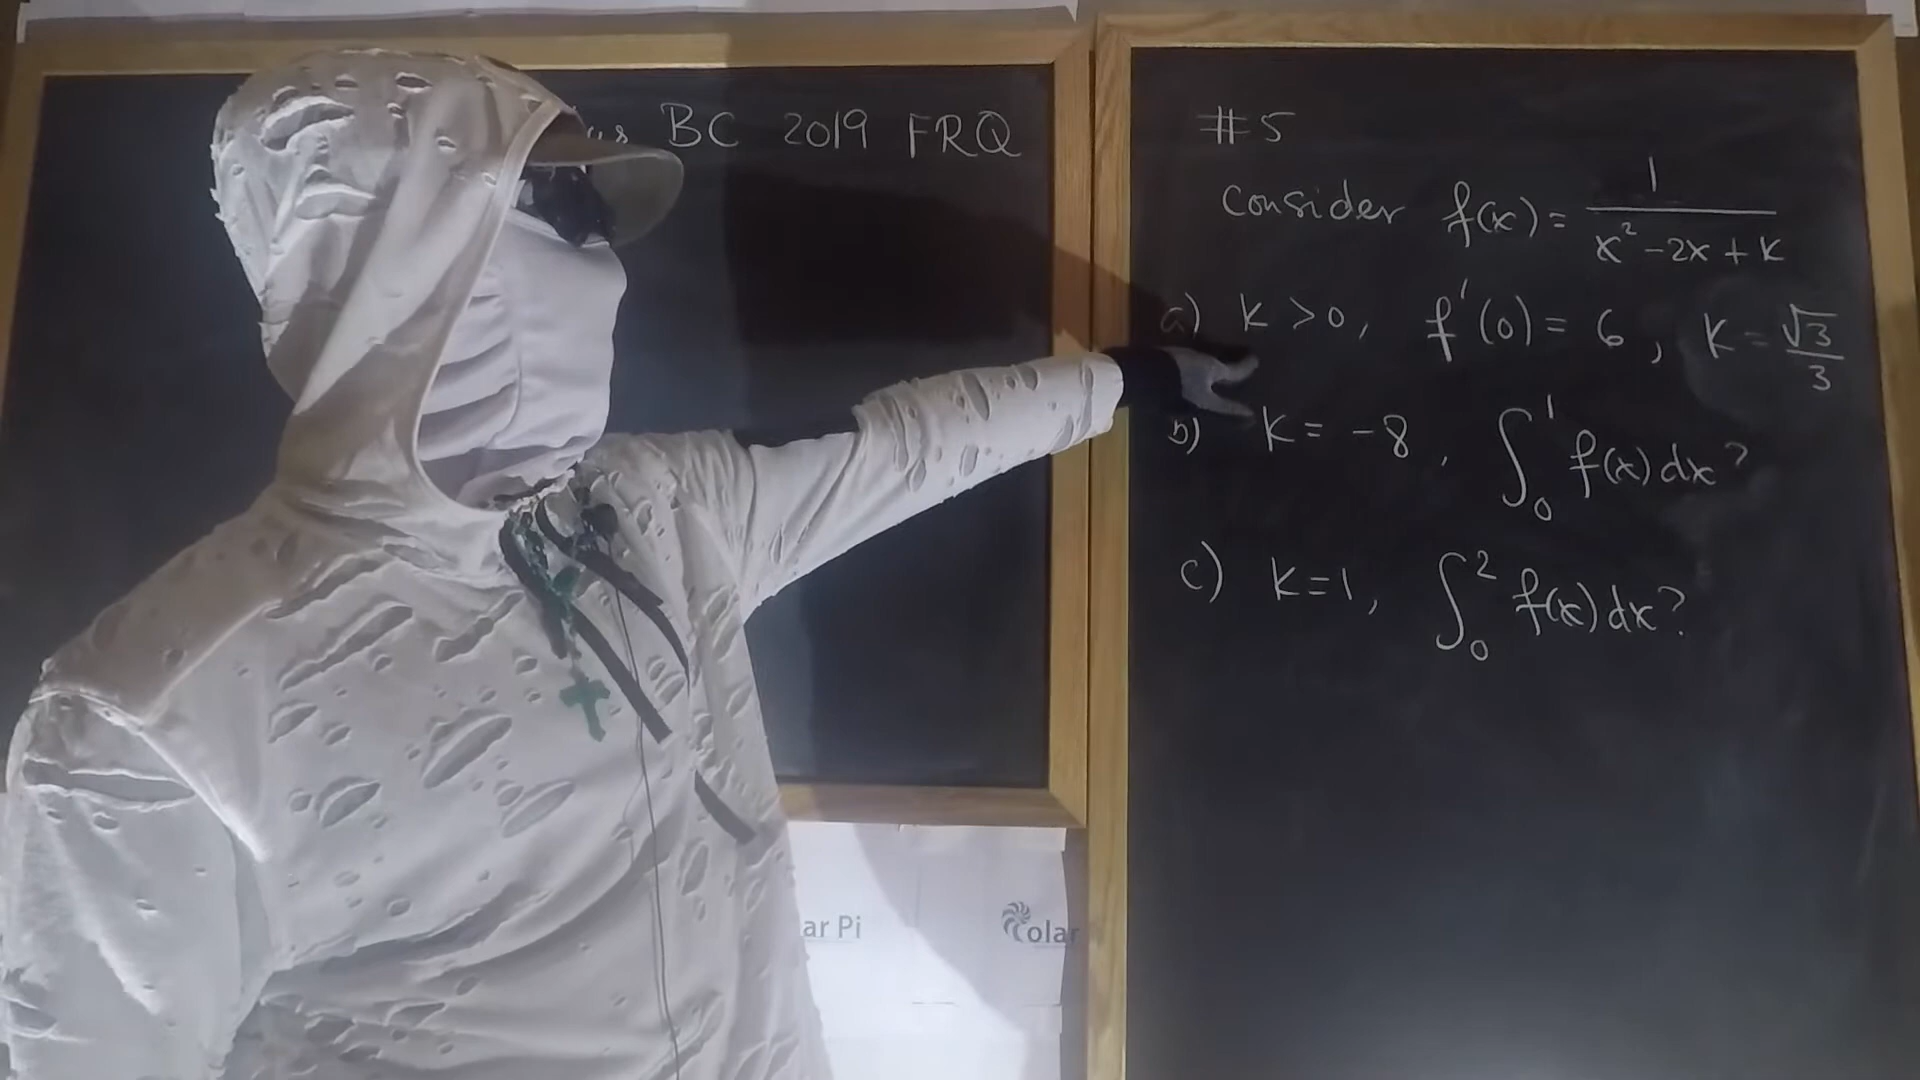 BC 2019 FRQ
#5
Consider f(x) = 1/(x² - 2x + k)
a) k > 0, f'(0) = 6, k = √3/3
b) k = -8, ∫₀¹ f(x) dx?
c) k = 1, ∫₀² f(x) dx?
ar Pi
olar